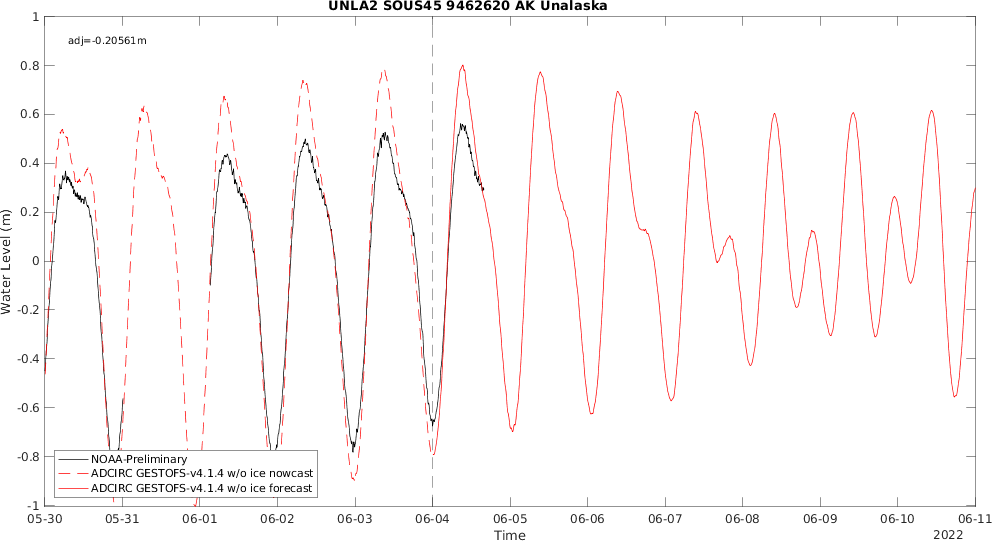 UNLA2 SOUS45 9462620 AK Unalaska
adj=-0.20561m
Water Level (m)
1
0.8
0.6
0.4
0.2
0
-0.2
-0.4
-0.6
-0.8
-1
NOAA-Preliminary
ADCIRC GESTOFS-v4.1.4 w/o ice nowcast
ADCIRC GESTOFS-v4.1.4 w/o ice forecast
05-30 05-31 06-01 06-02 06-03 06-04 06-05 06-06 06-07 06-08 06-09 06-10 06-11
Time
2022